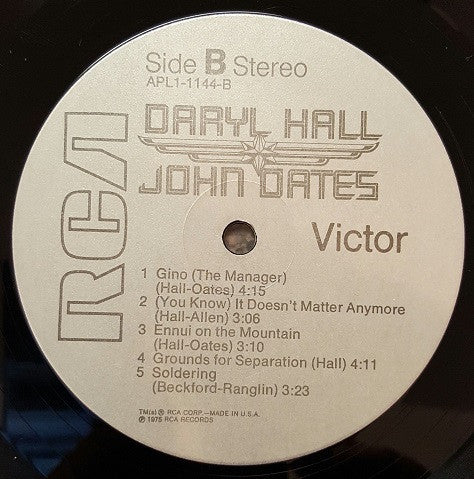 Side B Stereo
APL1-1144-B
DARYL HALL
JOHN OATES
RCA
Victor
1 Gino (The Manager)
(Hall-Oates) 4:15
2 (You Know) It Doesn't Matter Anymore
(Hall-Allen) 3:06
3 Ennui on the Mountain
(Hall-Oates) 3:10
4 Grounds for Separation (Hall) 4:11
5 Soldering
(Beckford-Ranglin) 3:23
TM(s) ® RCA CORP.—MADE IN U.S.A.
℗ 1975 RCA RECORDS